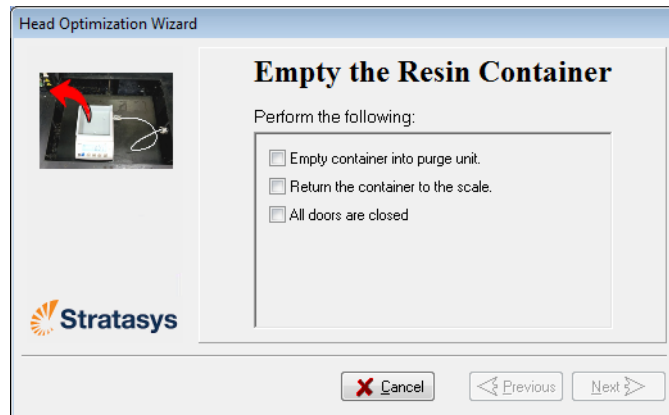 Head Optimization Wizard
Empty the Resin Container
Perform the following:
Empty container into purge unit.
Return the container to the scale.
All doors are closed
Stratasys
Cancel
Previous
Next